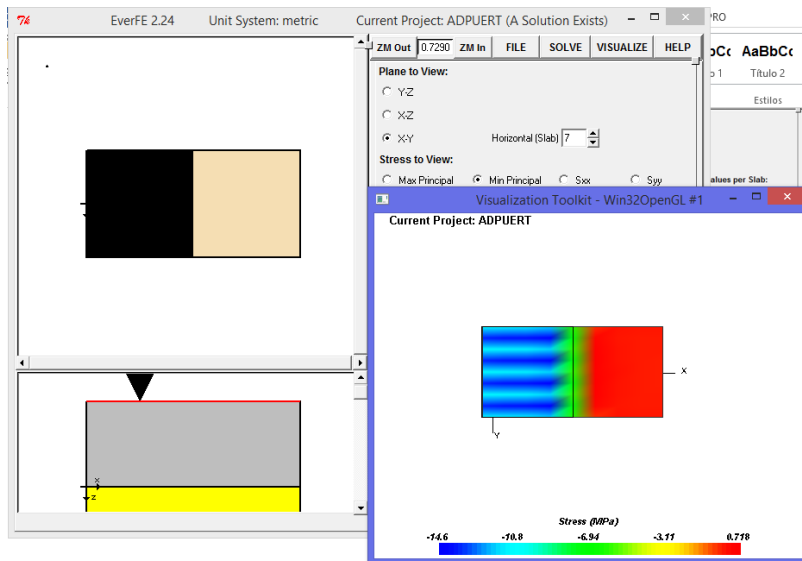 EverFE 2.24 Unit System: metric Current Project: ADPUERT (A Solution Exists)
PRO
ZM Out 0.7290 ZM In FILE SOLVE VISUALIZE HELP
Plane to View:
Y-Z
X-Z
X-Y Horizontal (Slab) 7
Stress to View:
Max Principal Min Principal Sxx Syy
AaBbCc
1 Título 2
Estilos
alues per Slab:
Visualization Toolkit - Win32OpenGL #1
Current Project: ADPUERT
X
Y
Stress (MPa)
-14.6 -10.8 -6.94 -3.11 0.718
x
z